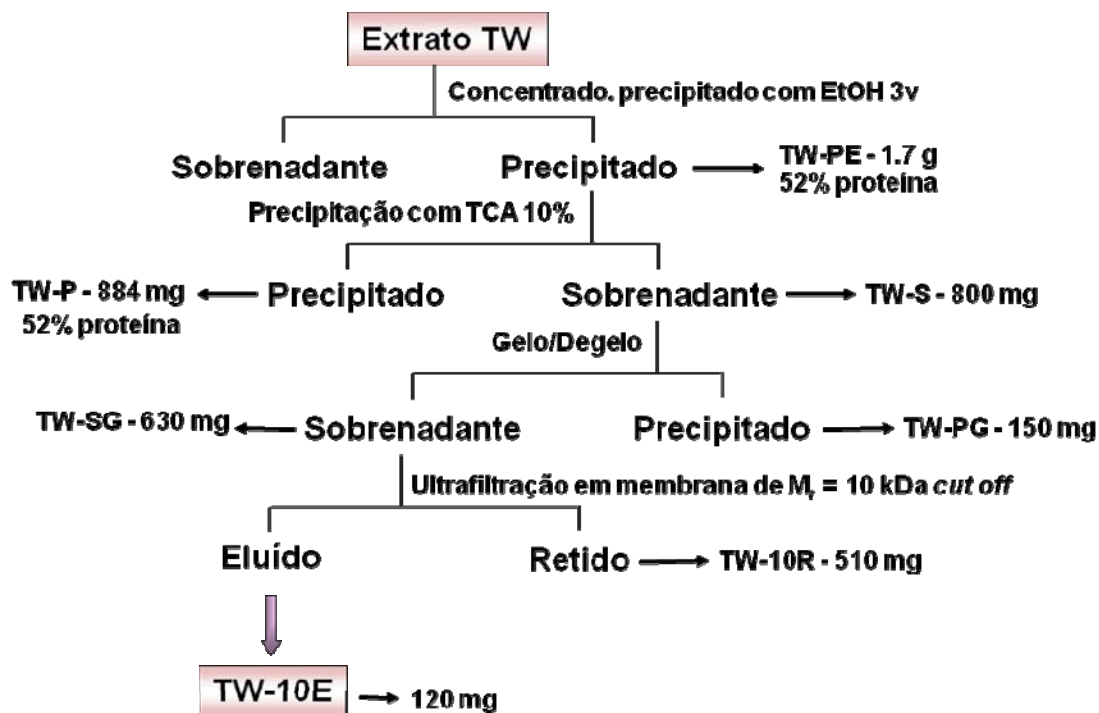 Extrato TW
Concentrado. precipitado com EtOH 3v
Sobrenadante
Precipitado
TW-PE - 1.7 g
52% proteína
Precipitação com TCA 10%
TW-P - 884 mg
52% proteína
Precipitado
Sobrenadante
TW-S - 800 mg
Gelo/Degelo
TW-SG - 630 mg
Sobrenadante
Precipitado
TW-PG - 150 mg
Ultrafiltração em membrana de Mr = 10 kDa cut off
Eluído
Retido
TW-10R - 510 mg
TW-10E
120 mg